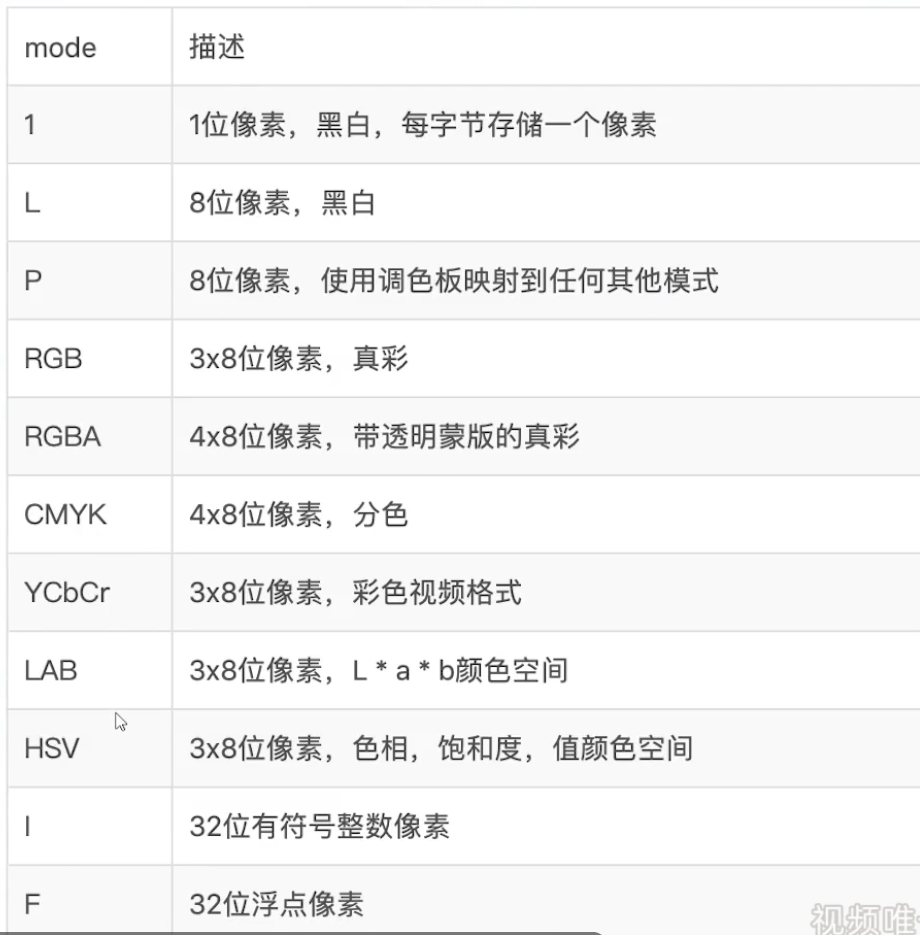 mode 描述
1 1位像素，黑白，每字节存储一个像素
L 8位像素，黑白
P 8位像素，使用调色板映射到任何其他模式
RGB 3x8位像素，真彩
RGBA 4x8位像素，带透明蒙版的真彩
CMYK 4x8位像素，分色
YCbCr 3x8位像素，彩色视频格式
LAB 3x8位像素，L * a * b颜色空间
HSV 3x8位像素，色相，饱和度，值颜色空间
I 32位有符号整数像素
F 32位浮点像素
视频唯